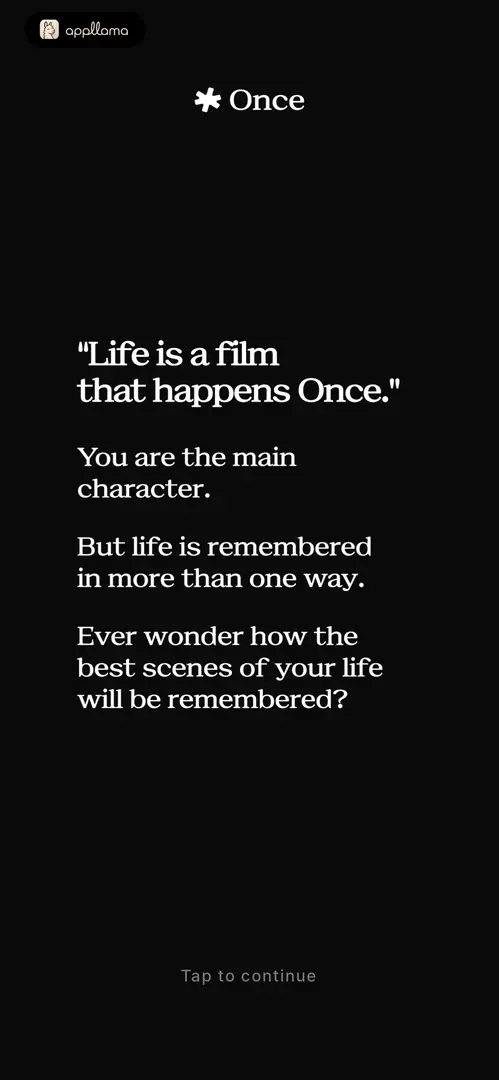 appllama
Once
"Life is a film
that happens Once."
You are the main
character.
But life is remembered
in more than one way.
Ever wonder how the
best scenes of your life
will be remembered?
Tap to continue